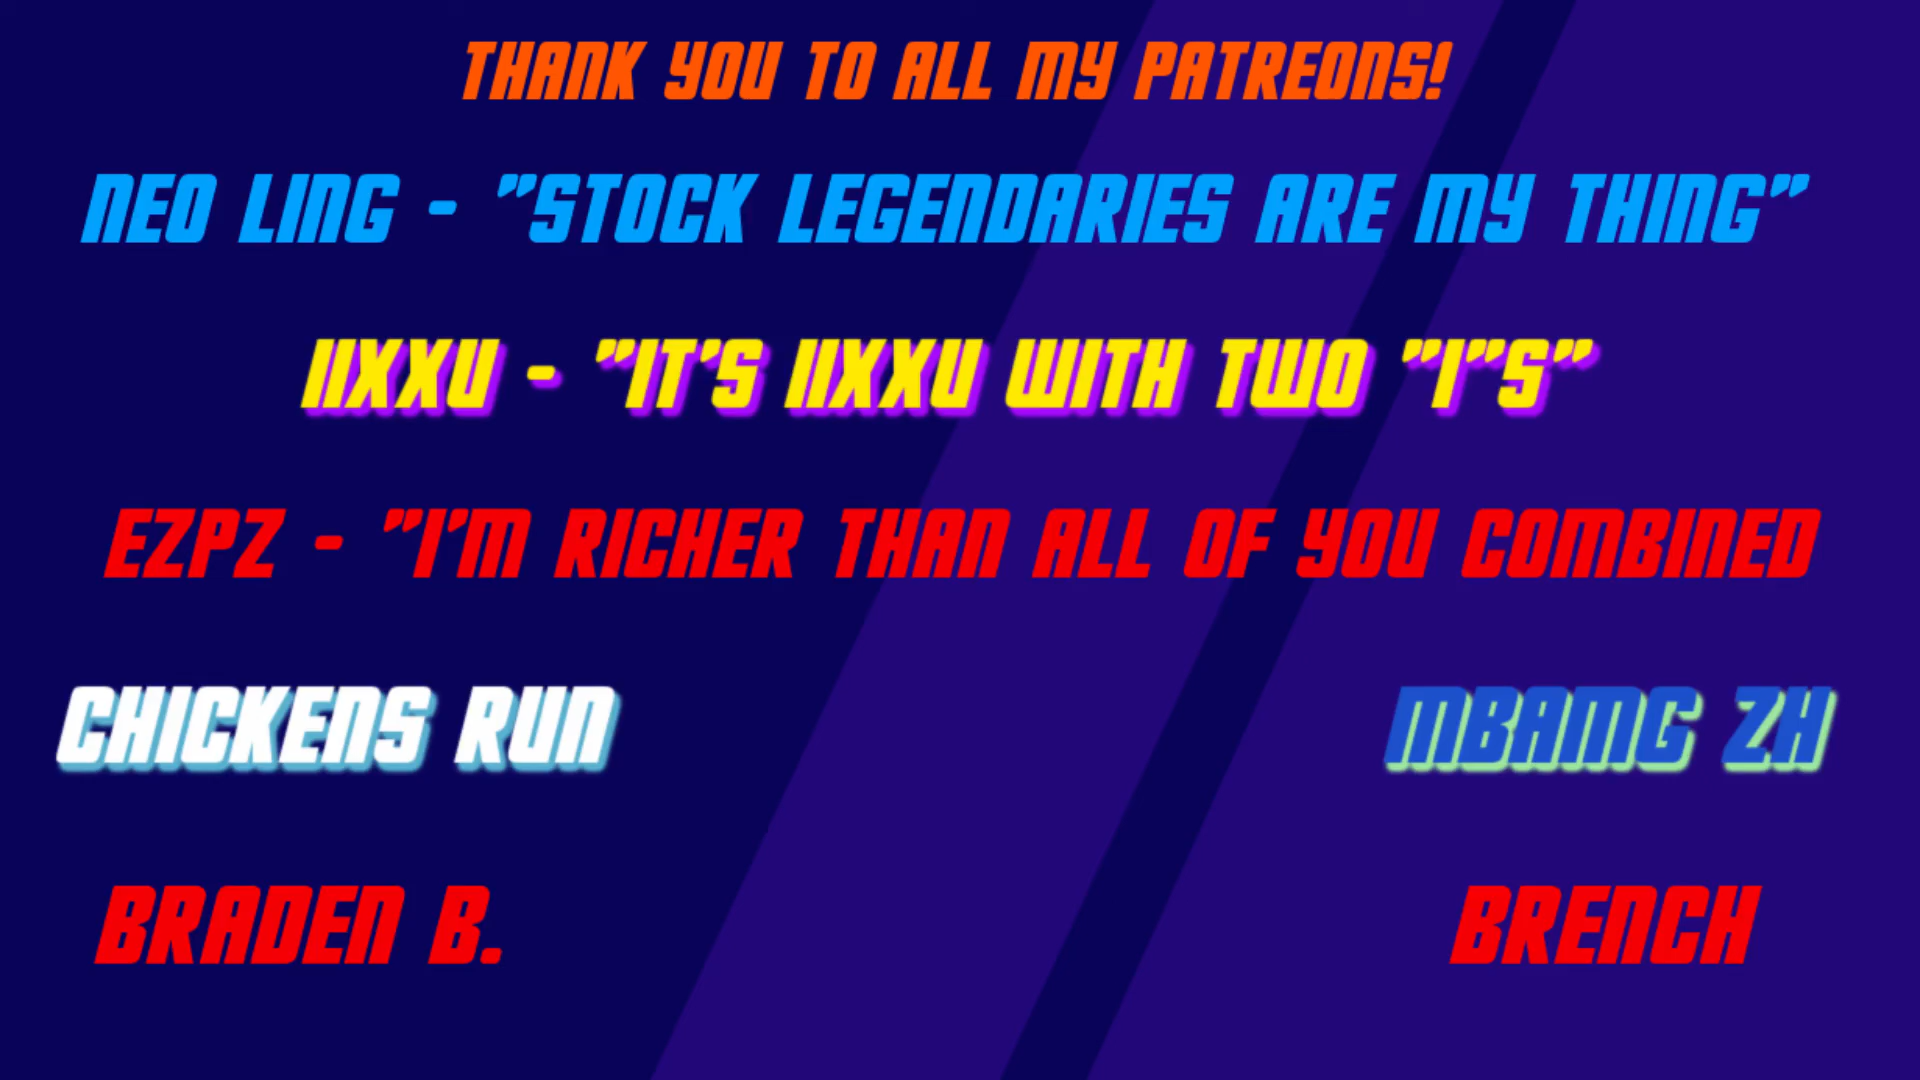 THANK YOU TO ALL MY PATREONS!
NEO LING - "STOCK LEGENDARIES ARE MY THING"
IIXXU - "IT'S IIXXU WITH TWO "I"S"
EZPZ - "I'M RICHER THAN ALL OF YOU COMBINED
CHICKENS RUN
MBAMG ZH
BRADEN B.
BRENCH